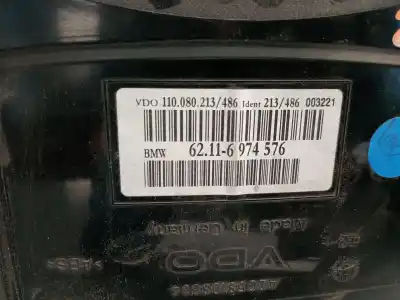 VDO 110.080.213/486 Ident 213/486 003221
BMW 62.11-6 974 576
Made in Germany
VDO